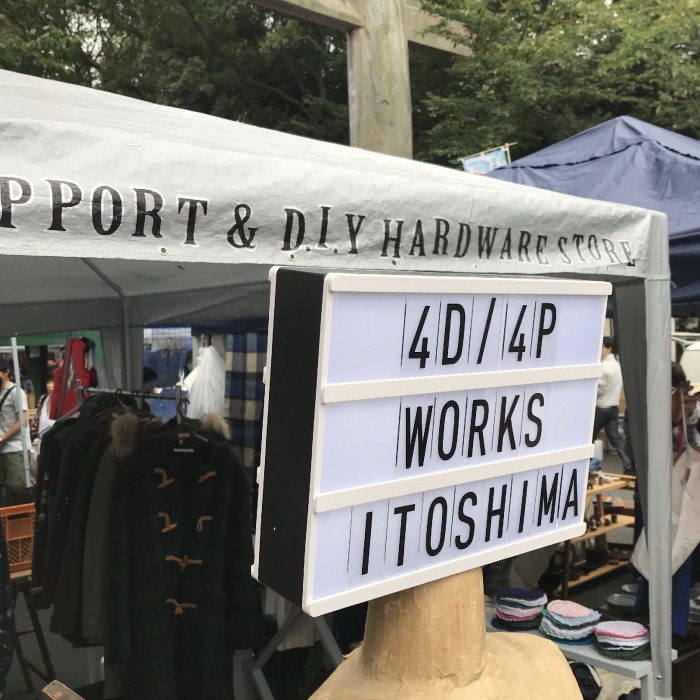 PPORT & D.I.Y HARDWARE STORE
4D/4P
WORKS
ITOSHIMA